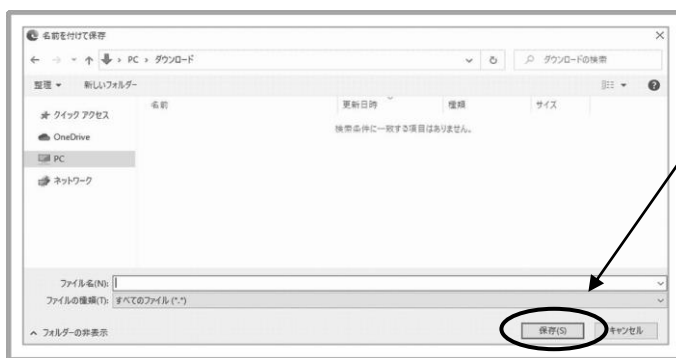 名前を付けて保存
PC › ダウンロード
ダウンロードの検索
整理
新しいフォルダー
名前
更新日時
種類
サイズ
クイック アクセス
検索条件に一致する項目はありません。
OneDrive
PC
ネットワーク
ファイル名(N):
ファイルの種類(T): すべてのファイル (*.*)
フォルダーの非表示
保存(S)
キャンセル